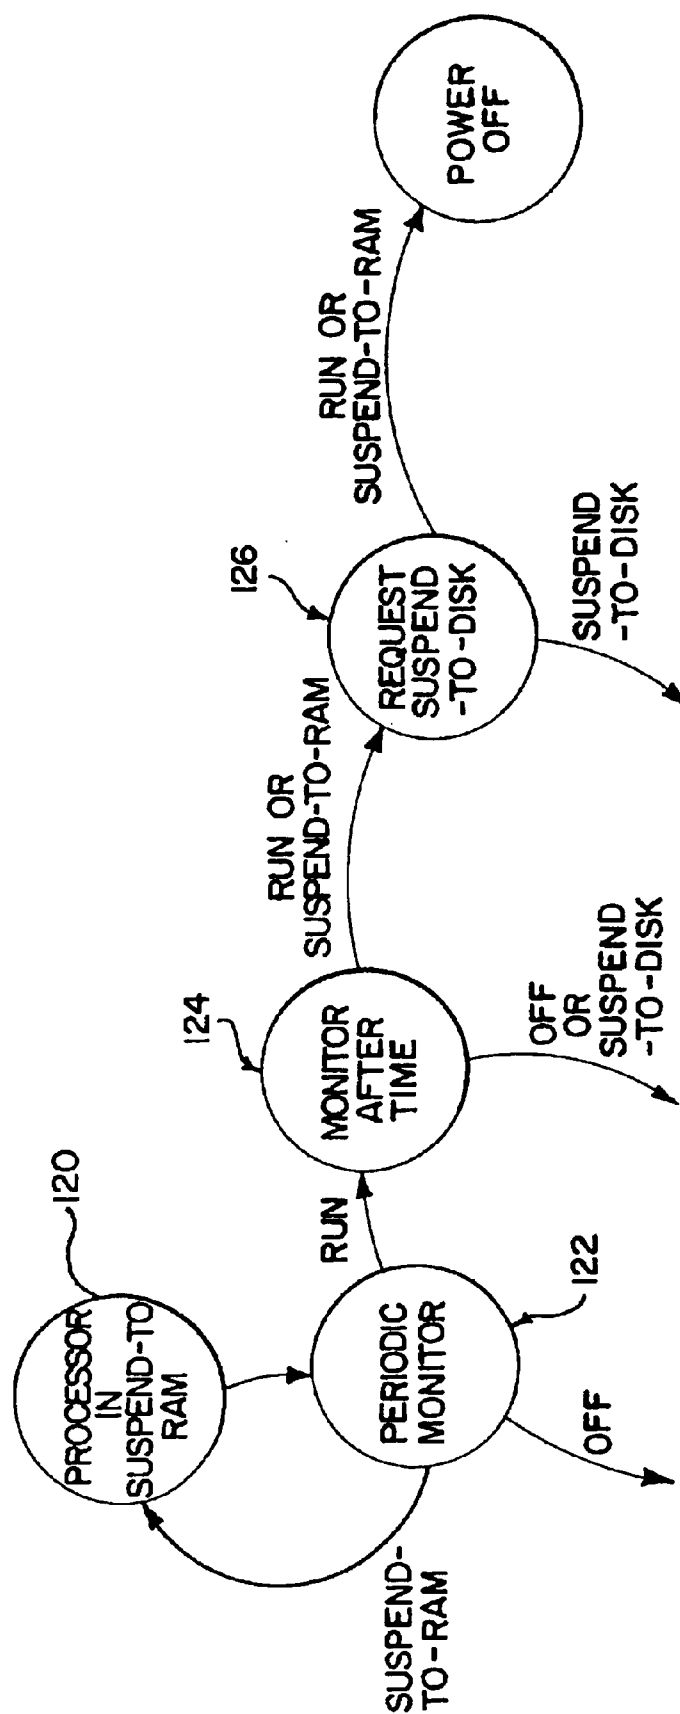 120
PROCESSOR
IN
SUSPEND-TO
RAM
SUSPEND-
TO-RAM
PERIODIC
MONITOR
122
OFF
RUN
124
MONITOR
AFTER
TIME
OFF
OR
SUSPEND
-TO-DISK
RUN OR
SUSPEND-TO-RAM
126
REQUEST
SUSPEND
-TO-DISK
SUSPEND
-TO-DISK
RUN OR
SUSPEND-TO-RAM
POWER
OFF